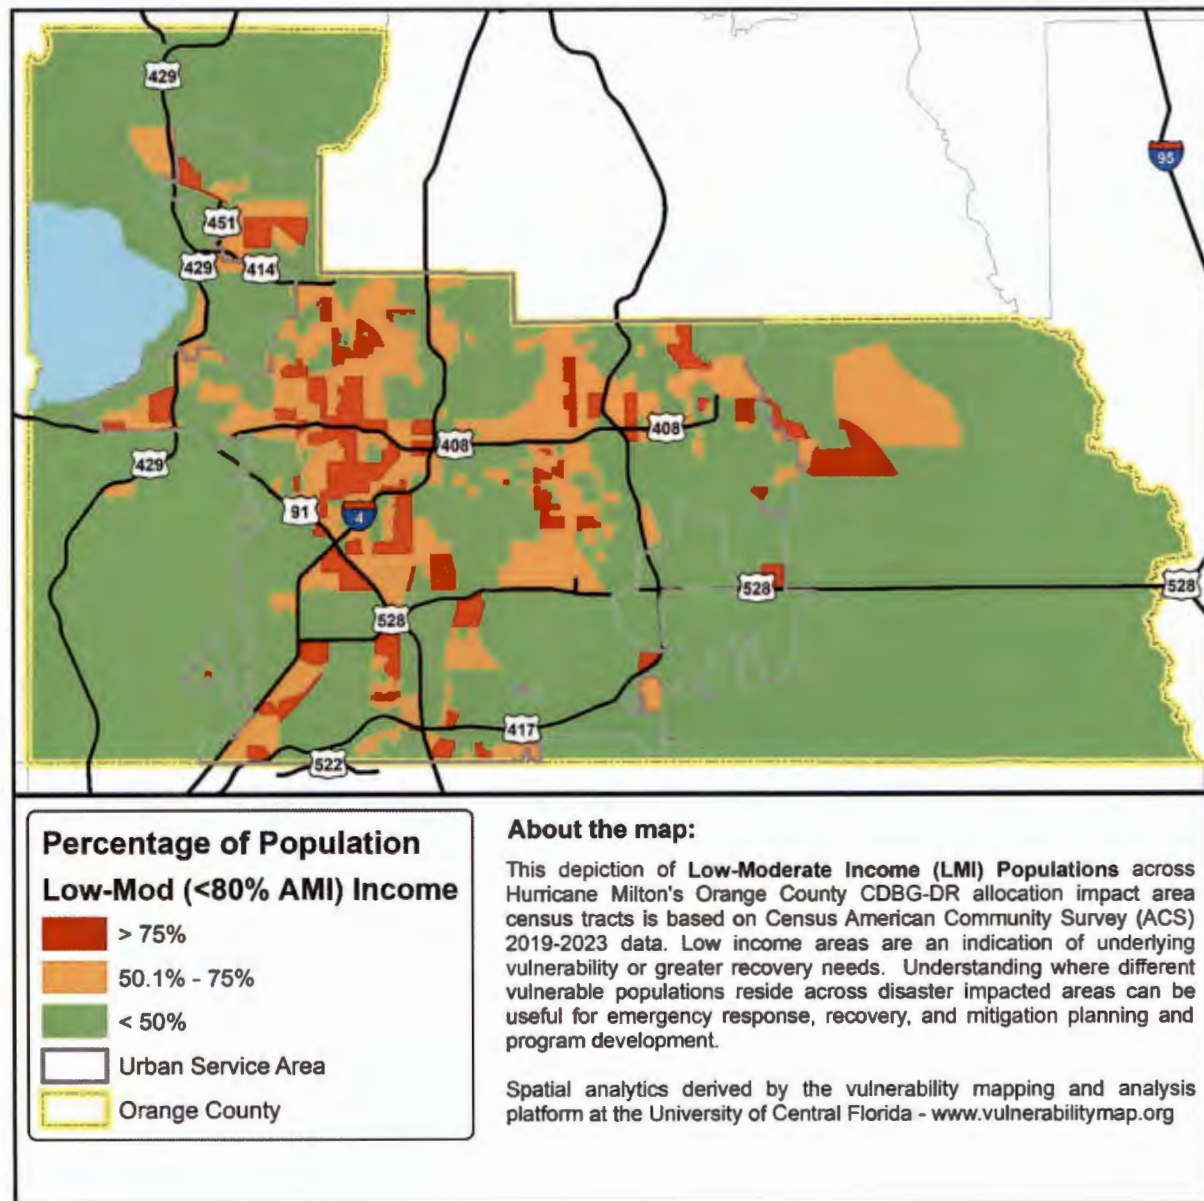 429
95
451
429
414
408
408
429
91
4
528
528
528
417
522
Percentage of Population
Low-Mod (<80% AMI) Income
> 75%
50.1% - 75%
< 50%
Urban Service Area
Orange County
About the map:
This depiction of Low-Moderate Income (LMI) Populations across
Hurricane Milton's Orange County CDBG-DR allocation impact area
census tracts is based on Census American Community Survey (ACS)
2019-2023 data. Low income areas are an indication of underlying
vulnerability or greater recovery needs. Understanding where different
vulnerable populations reside across disaster impacted areas can be
useful for emergency response, recovery, and mitigation planning and
program development.
Spatial analytics derived by the vulnerability mapping and analysis
platform at the University of Central Florida - www.vulnerabilitymap.org